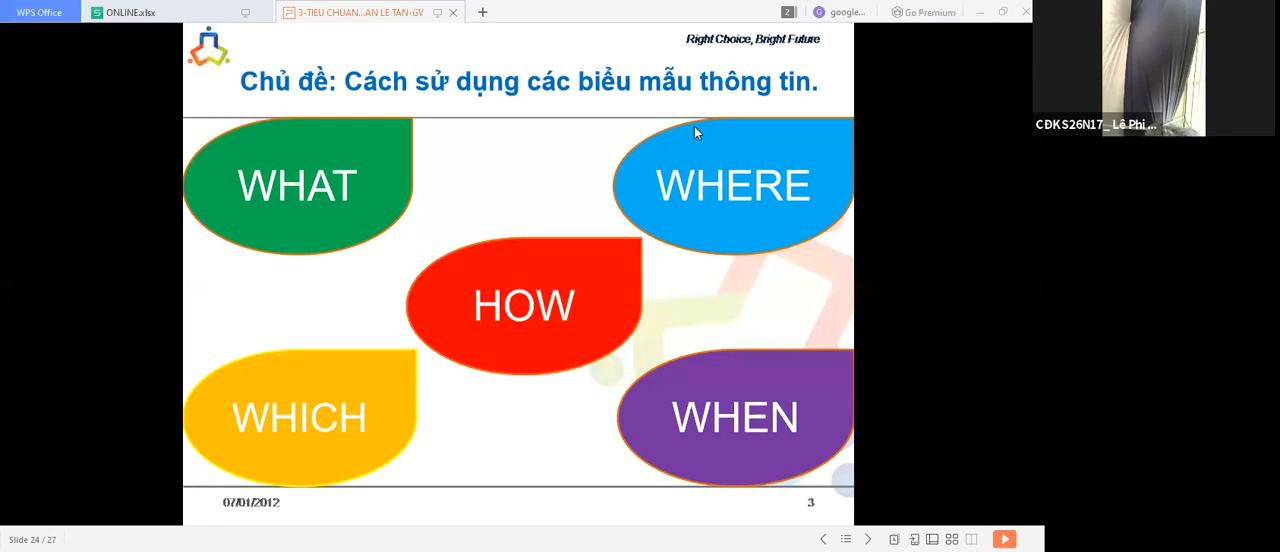 WPS Office
ONLINE.xlsx
3-TIEU CHUAN...AN LE TAN-GV
2
G
google...
Go Premium
Right Choice, Bright Future
Chủ đề: Cách sử dụng các biểu mẫu thông tin.
WHAT
WHERE
HOW
WHICH
WHEN
07/01/2012
3
CĐKS26N17_ Lê Phi ...
Slide 24 / 27